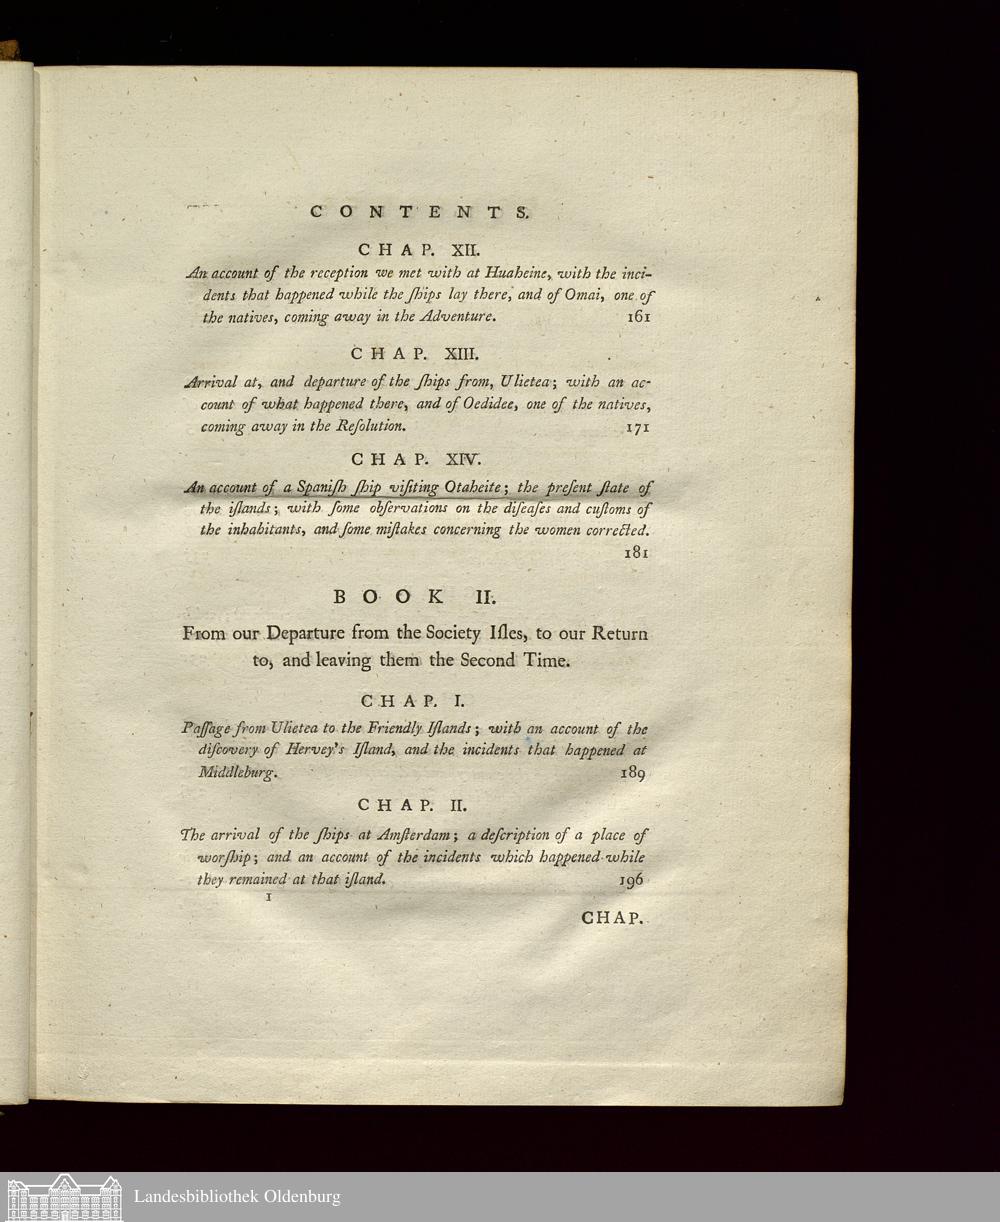 CONTENTS.
CHAP. XII.
An account of the reception we met with at Huaheine, with the inci-
dents that happened while the ſhips lay there, and of Omai, one of
the natives, coming away in the Adventure. 161
CHAP. XIII.
Arrival at, and departure of the ſhips from, Ulietea; with an ac-
count of what happened there, and of Oedidee, one of the natives,
coming away in the Reſolution. 171
CHAP. XIV.
An account of a Spaniſh ſhip viſiting Otaheite; the preſent ſtate of
the iſlands; with ſome obſervations on the diſeaſes and cuſtoms of
the inhabitants, and ſome miſtakes concerning the women corrected.
181
BOOK II.
From our Departure from the Society Iſles, to our Return
to, and leaving them the Second Time.
CHAP. I.
Paſſage from Ulietea to the Friendly Iſlands; with an account of the
diſcovery of Hervey's Iſland, and the incidents that happened at
Middleburg. 189
CHAP. II.
The arrival of the ſhips at Amſterdam; a deſcription of a place of
worſhip; and an account of the incidents which happened while
they remained at that iſland. 196
1
CHAP.
Landesbibliothek Oldenburg